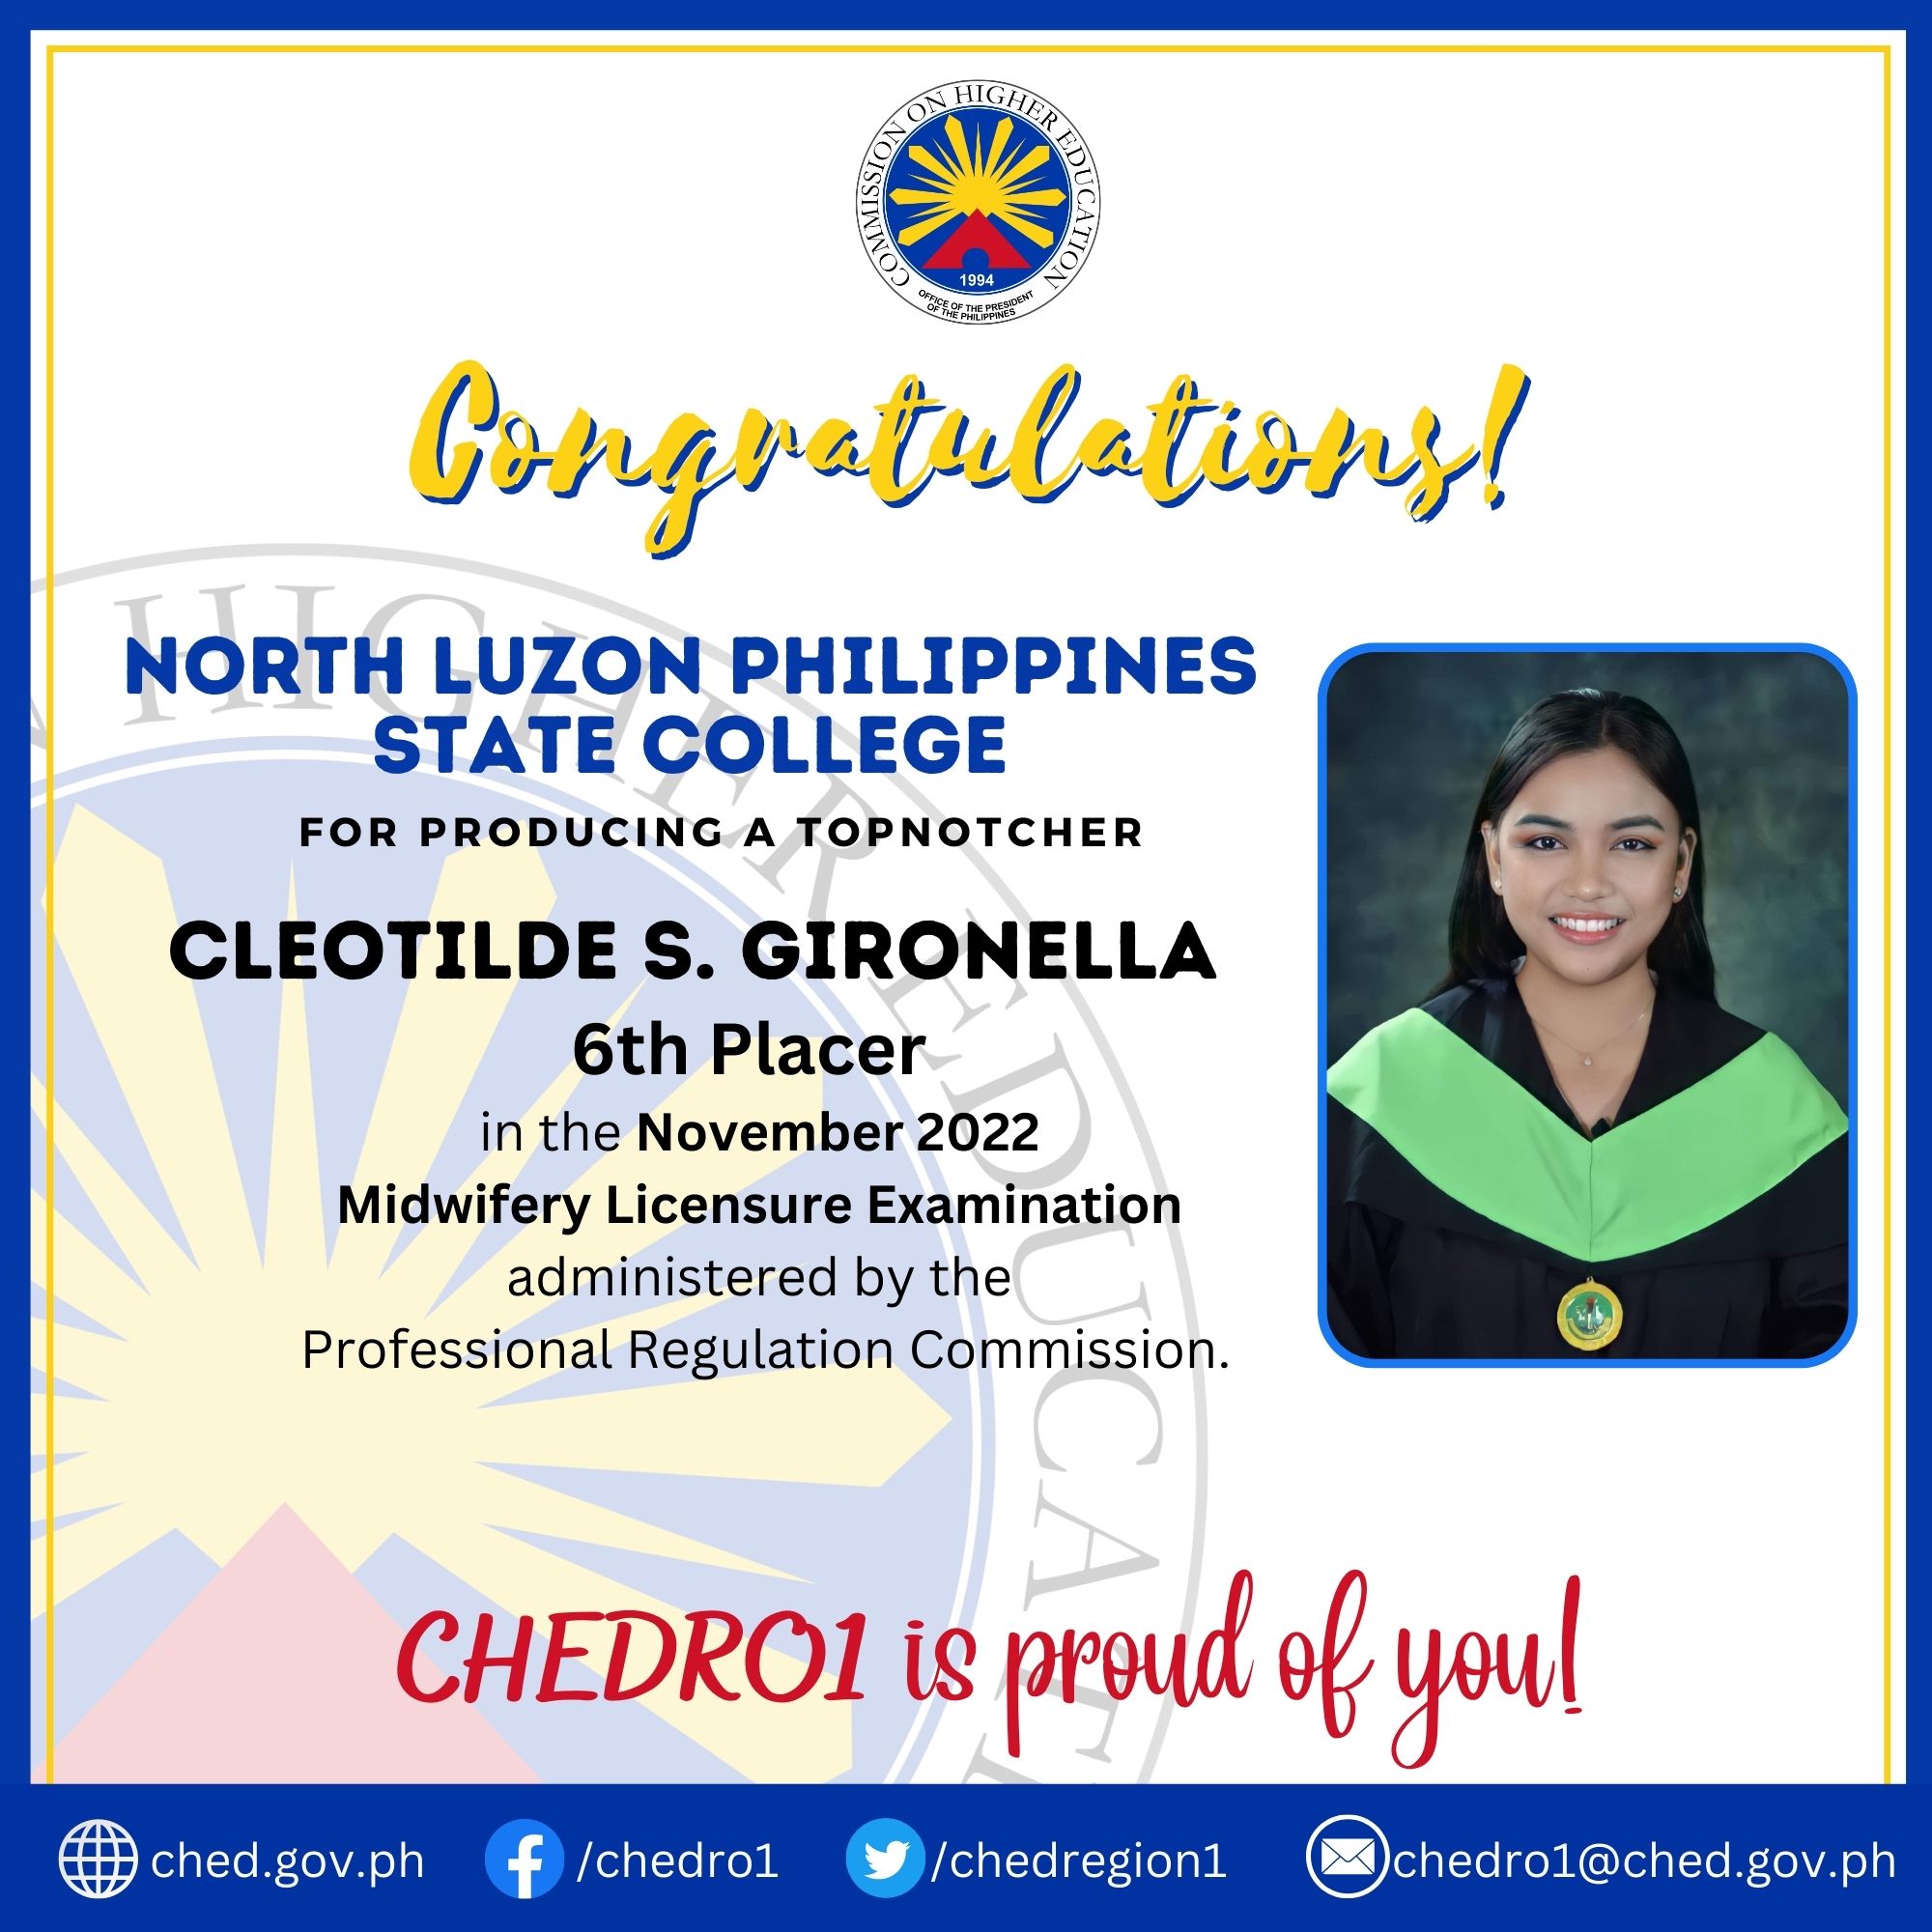 COMMISSION ON HIGHER EDUCATION
1994
OFFICE OF THE PRESIDENT
OF THE PHILIPPINES
Congratulations!
NORTH LUZON PHILIPPINES
STATE COLLEGE
FOR PRODUCING A TOPNOTCHER
CLEOTILDE S. GIRONELLA
6th Placer
in the November 2022
Midwifery Licensure Examination
administered by the
Professional Regulation Commission.
HIGHER EDUCAT
CHEDRO1 is proud of you!
ched.gov.ph
/chedro1
/chedregion1
chedro1@ched.gov.ph